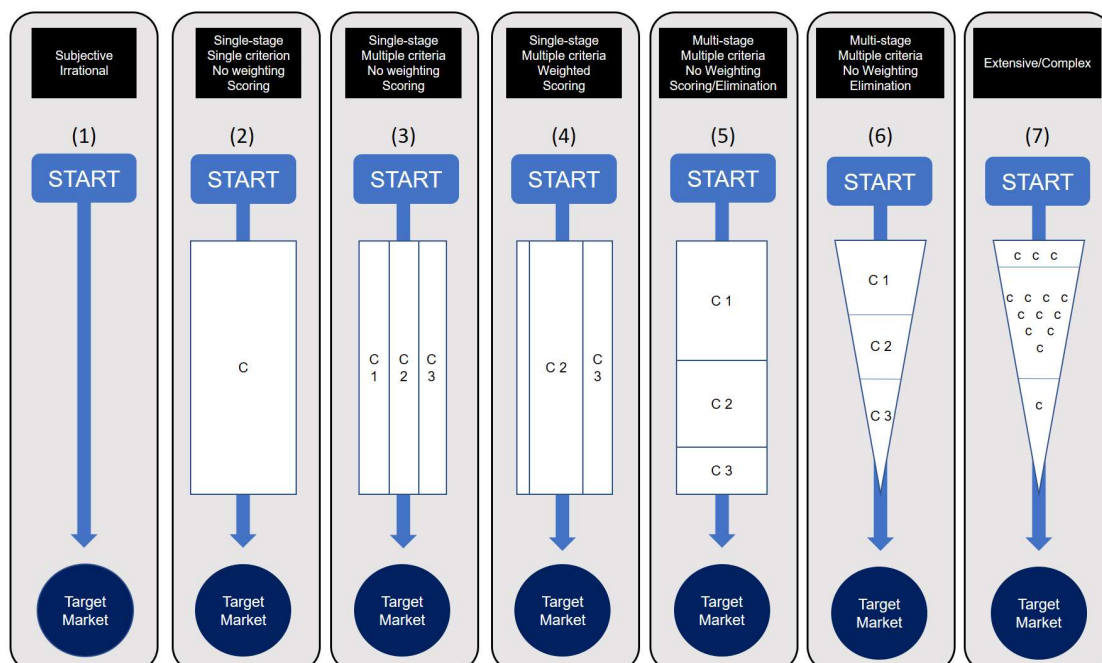 Subjective
Irrational
(1)
START
Target
Market
Single-stage
Single criterion
No weighting
Scoring
(2)
START
C
Target
Market
Single-stage
Multiple criteria
No weighting
Scoring
(3)
START
C C C
1 2 3
Target
Market
Single-stage
Multiple criteria
Weighted
Scoring
(4)
START
C 2 C
3
Target
Market
Multi-stage
Multiple criteria
No Weighting
Scoring/Elimination
(5)
START
C 1
C 2
C 3
Target
Market
Multi-stage
Multiple criteria
No Weighting
Elimination
(6)
START
C 1
C 2
C 3
Target
Market
Extensive/Complex
(7)
START
c c c
c c c c
c c c
c c
c
c
Target
Market